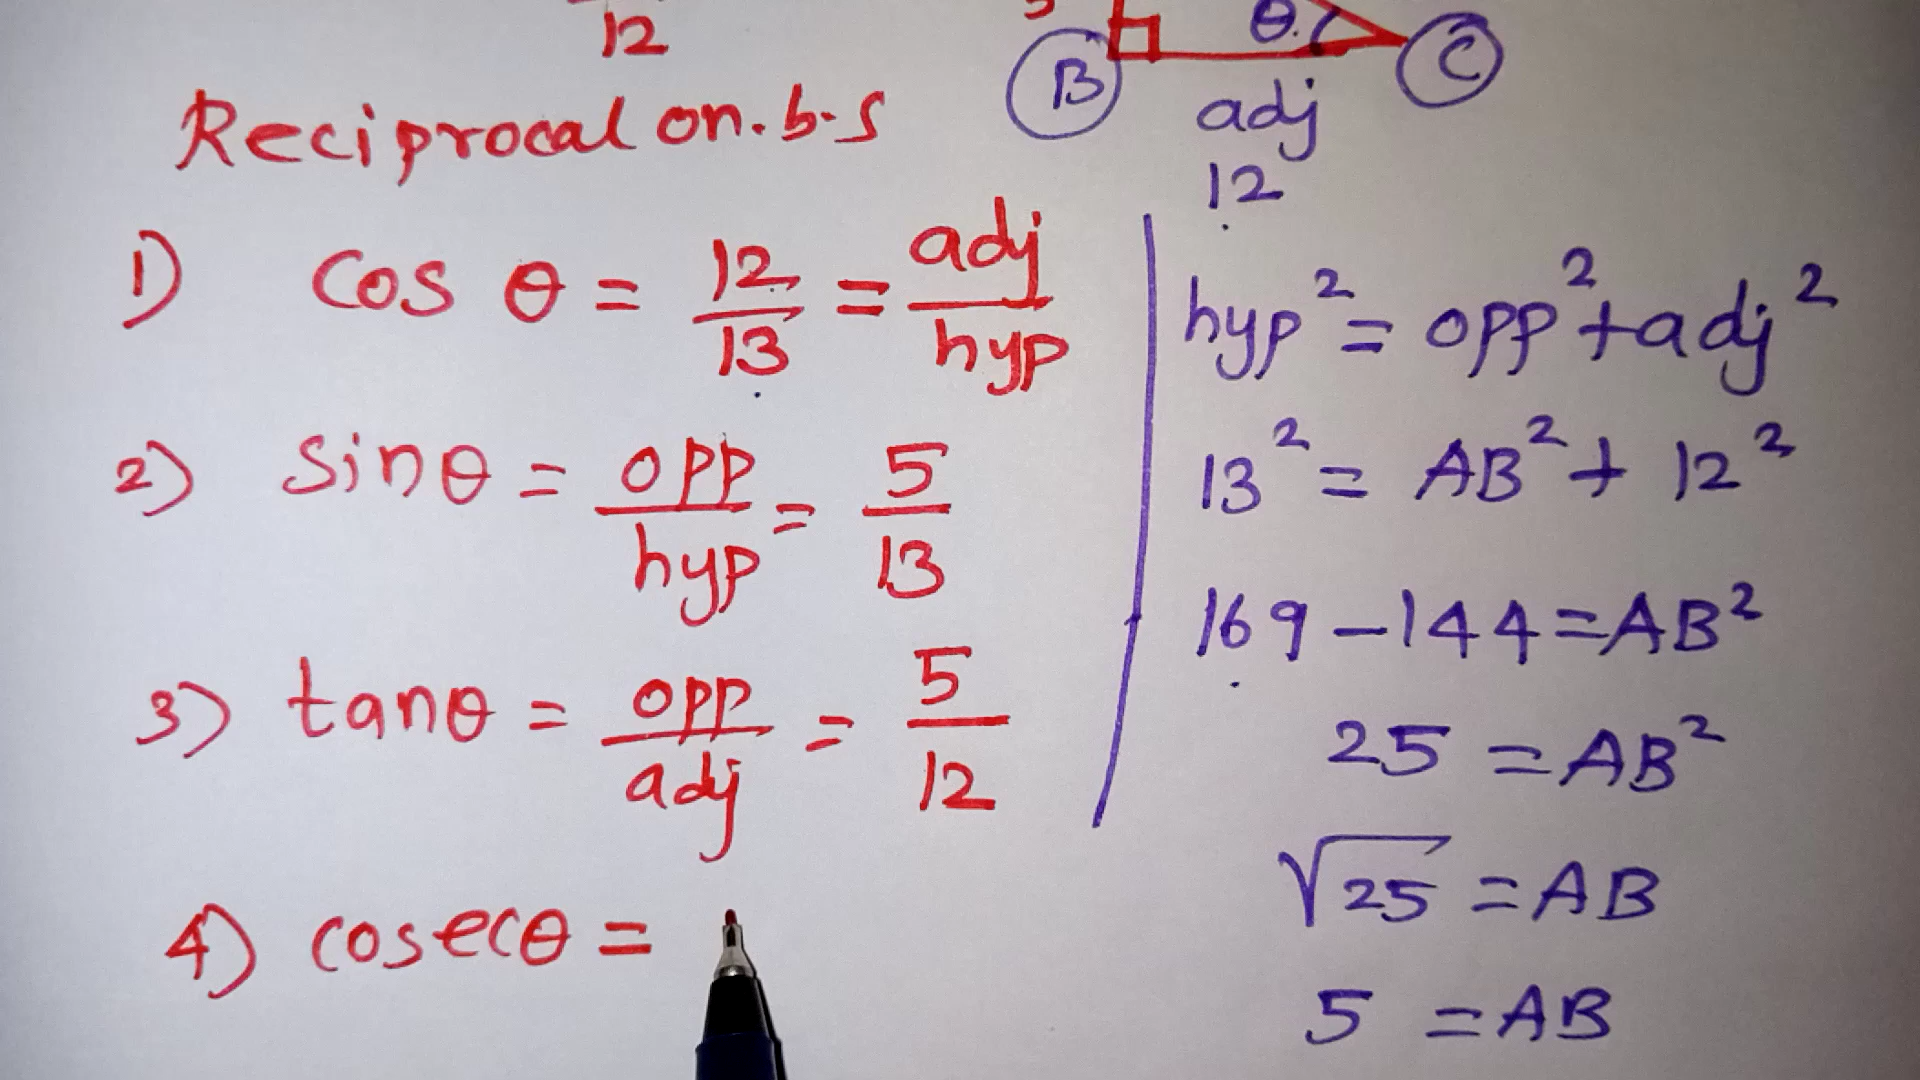 12
5
θ
B
C
adj
12
Reciprocal on. b.s
1) cos θ = 12/13 = adj/hyp
2) sinθ = opp/hyp = 5/13
3) tanθ = opp/adj = 5/12
4) cosecθ =
hyp² = opp² + adj²
13² = AB² + 12²
169 – 144 = AB²
25 = AB²
√25 = AB
5 = AB